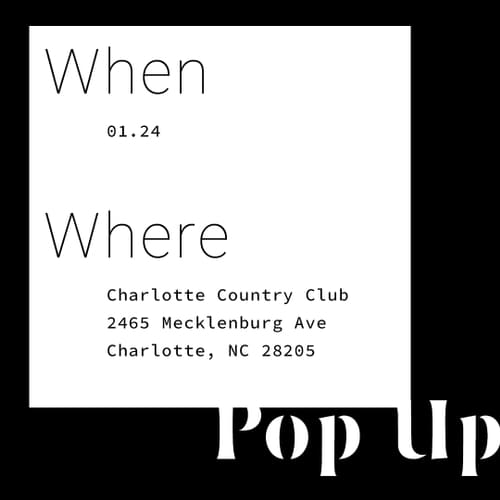 When
01.24
Where
Charlotte Country Club
2465 Mecklenburg Ave
Charlotte, NC 28205
Pop Up